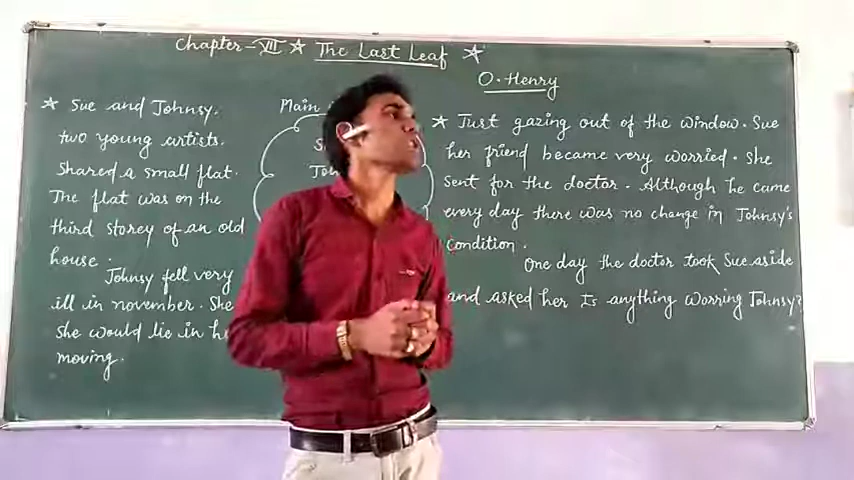 Chapter-VII ☆ The Last Leaf ☆
O. Henry
☆ Sue and Johnsy.
two young artists.
Shared a small flat.
The flat was on the
third storey of an old
house.
Johnsy fell very
ill in november. She
she would lie in
moving.
Main
☆ Just gazing out of the window. Sue
her friend became very worried. She
sent for the doctor. Although he came
every day there was no change in Johnsy's
condition.
One day the doctor took Sue aside
and asked her Is anything worring Johnsy?